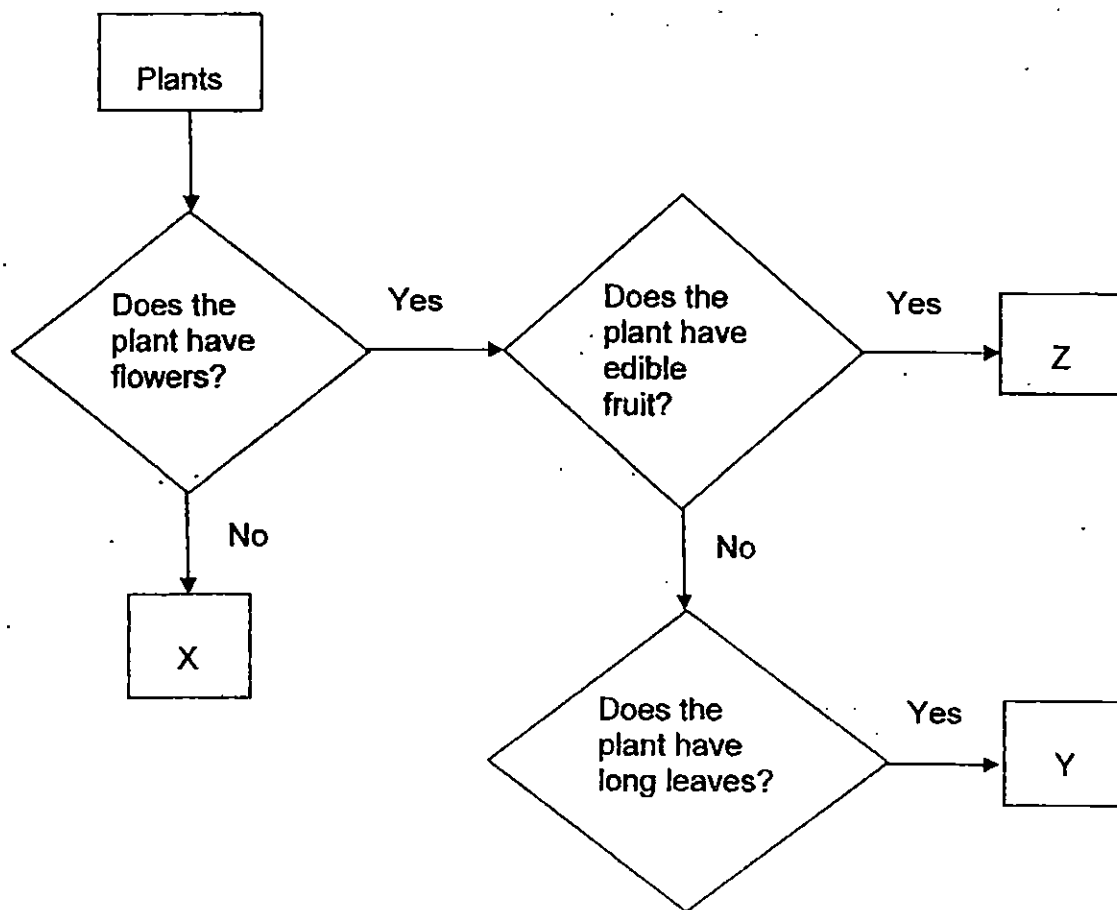 Plants
Does the
plant have
flowers?
Yes
Does the
plant have
edible
fruit?
Yes
Z
No
X
No
Does the
plant have
long leaves?
Yes
Y